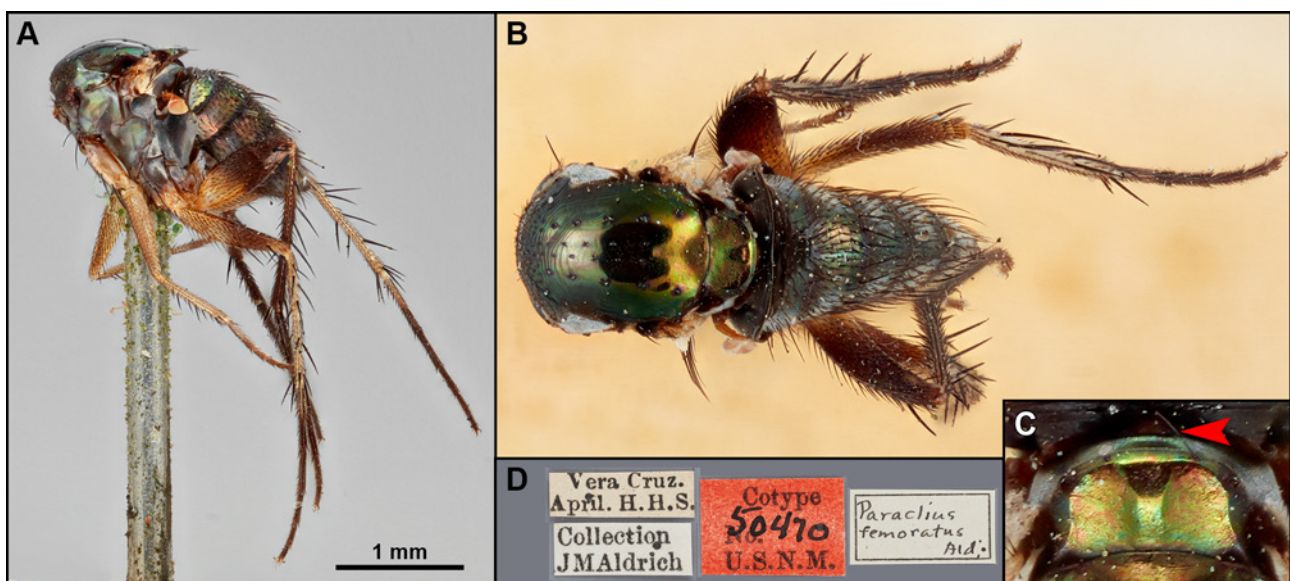 A
B
1 mm
C
D
Vera Cruz.
April. H.H.S.
Collection
JMAldrich
Cotype
No. 50470
U.S.N.M.
Paraclius
femoratus
Ald.